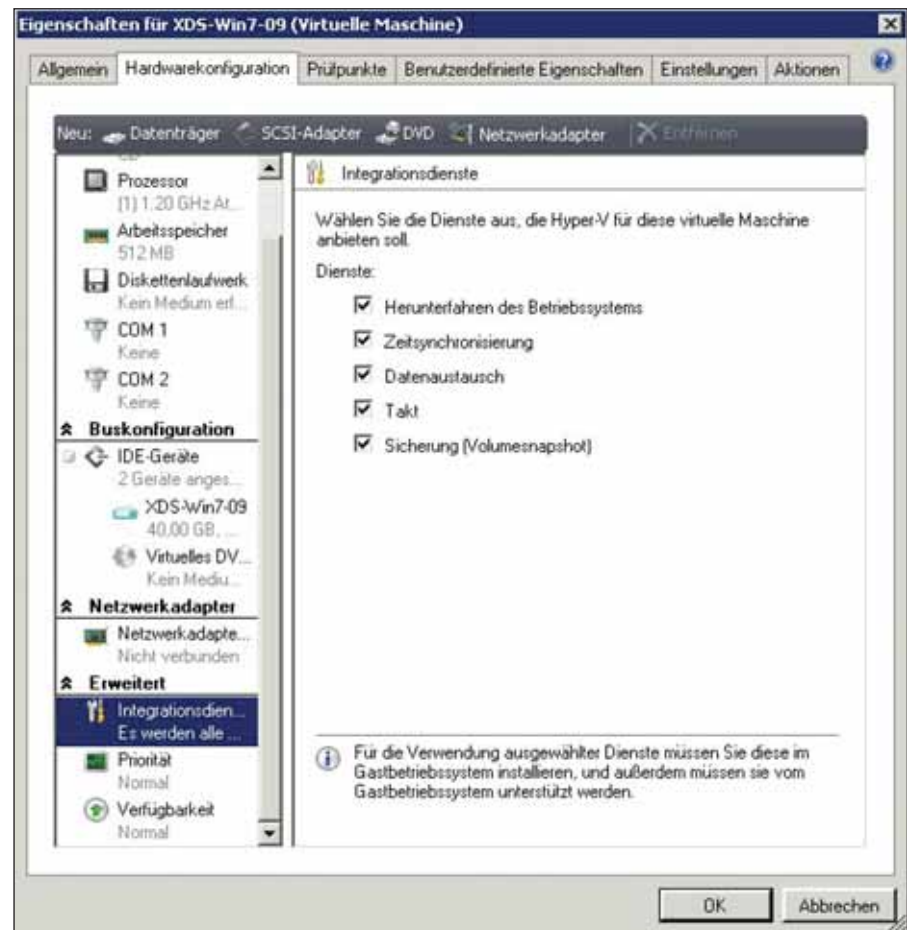 Eigenschaften für XDS-Win7-09 (Virtuelle Maschine)
Allgemein Hardwarekonfiguration Prüfpunkte Benutzerdefinierte Eigenschaften Einstellungen Aktionen
Neu: Datenträger SCSI-Adapter DVD Netzwerkadapter Entfernen
Prozessor
(1) 1.20 GHz At...
Arbeitsspeicher
512 MB
Diskettenlaufwerk
Kein Medium erf...
COM 1
Keine
COM 2
Keine
Buskonfiguration
IDE-Geräte
2 Geräte anges...
XDS-Win7-09
40,00 GB, ...
Virtuelles DV...
Kein Mediu...
Netzwerkadapter
Netzwerkadapte...
Nicht verbunden
Erweitert
Integrationsdien...
Es werden alle ...
Priorität
Normal
Verfügbarkeit
Normal
Integrationsdienste
Wählen Sie die Dienste aus, die Hyper-V für diese virtuelle Maschine
anbieten soll.
Dienste:
Herunterfahren des Betriebssystems
Zeitsynchronisierung
Datenaustausch
Takt
Sicherung (Volumesnapshot)
Für die Verwendung ausgewählter Dienste müssen Sie diese im
Gastbetriebssystem installieren, und außerdem müssen sie vom
Gastbetriebssystem unterstützt werden.
OK Abbrechen